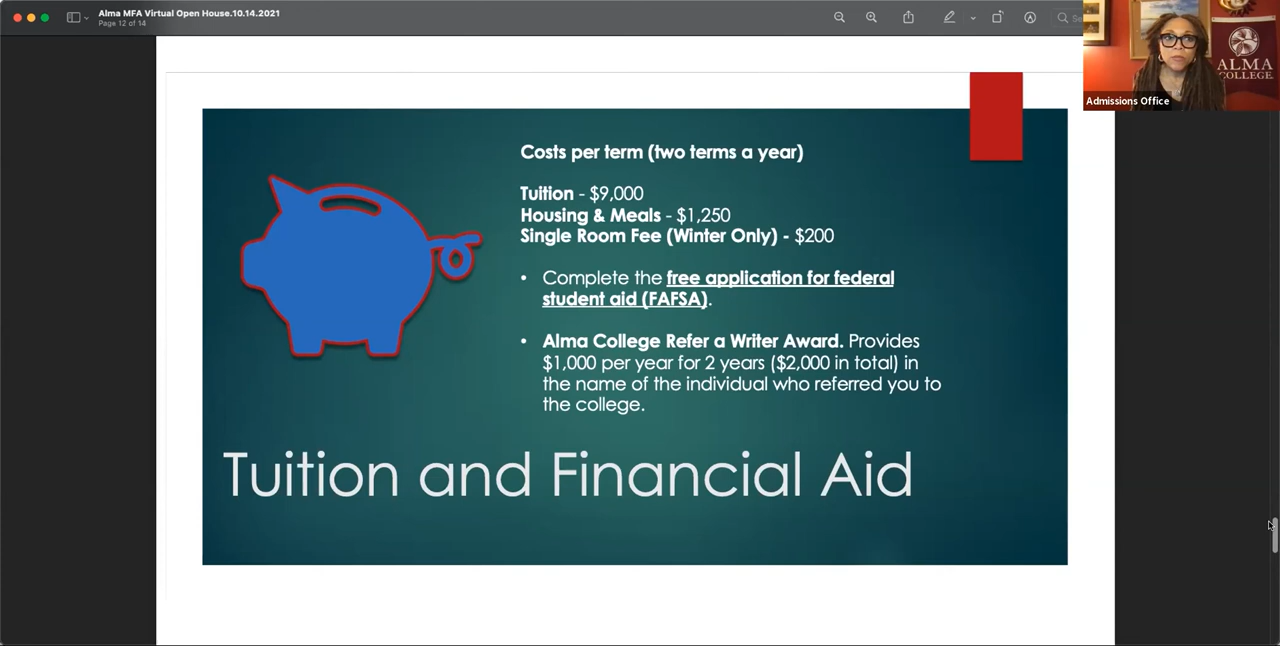 Alma MFA Virtual Open House.10.14.2021
Page 12 of 14
ALMA
COLLEGE
Admissions Office
Costs per term (two terms a year)
Tuition - $9,000
Housing & Meals - $1,250
Single Room Fee (Winter Only) - $200
• Complete the free application for federal
student aid (FAFSA).
• Alma College Refer a Writer Award. Provides
$1,000 per year for 2 years ($2,000 in total) in
the name of the individual who referred you to
the college.
Tuition and Financial Aid